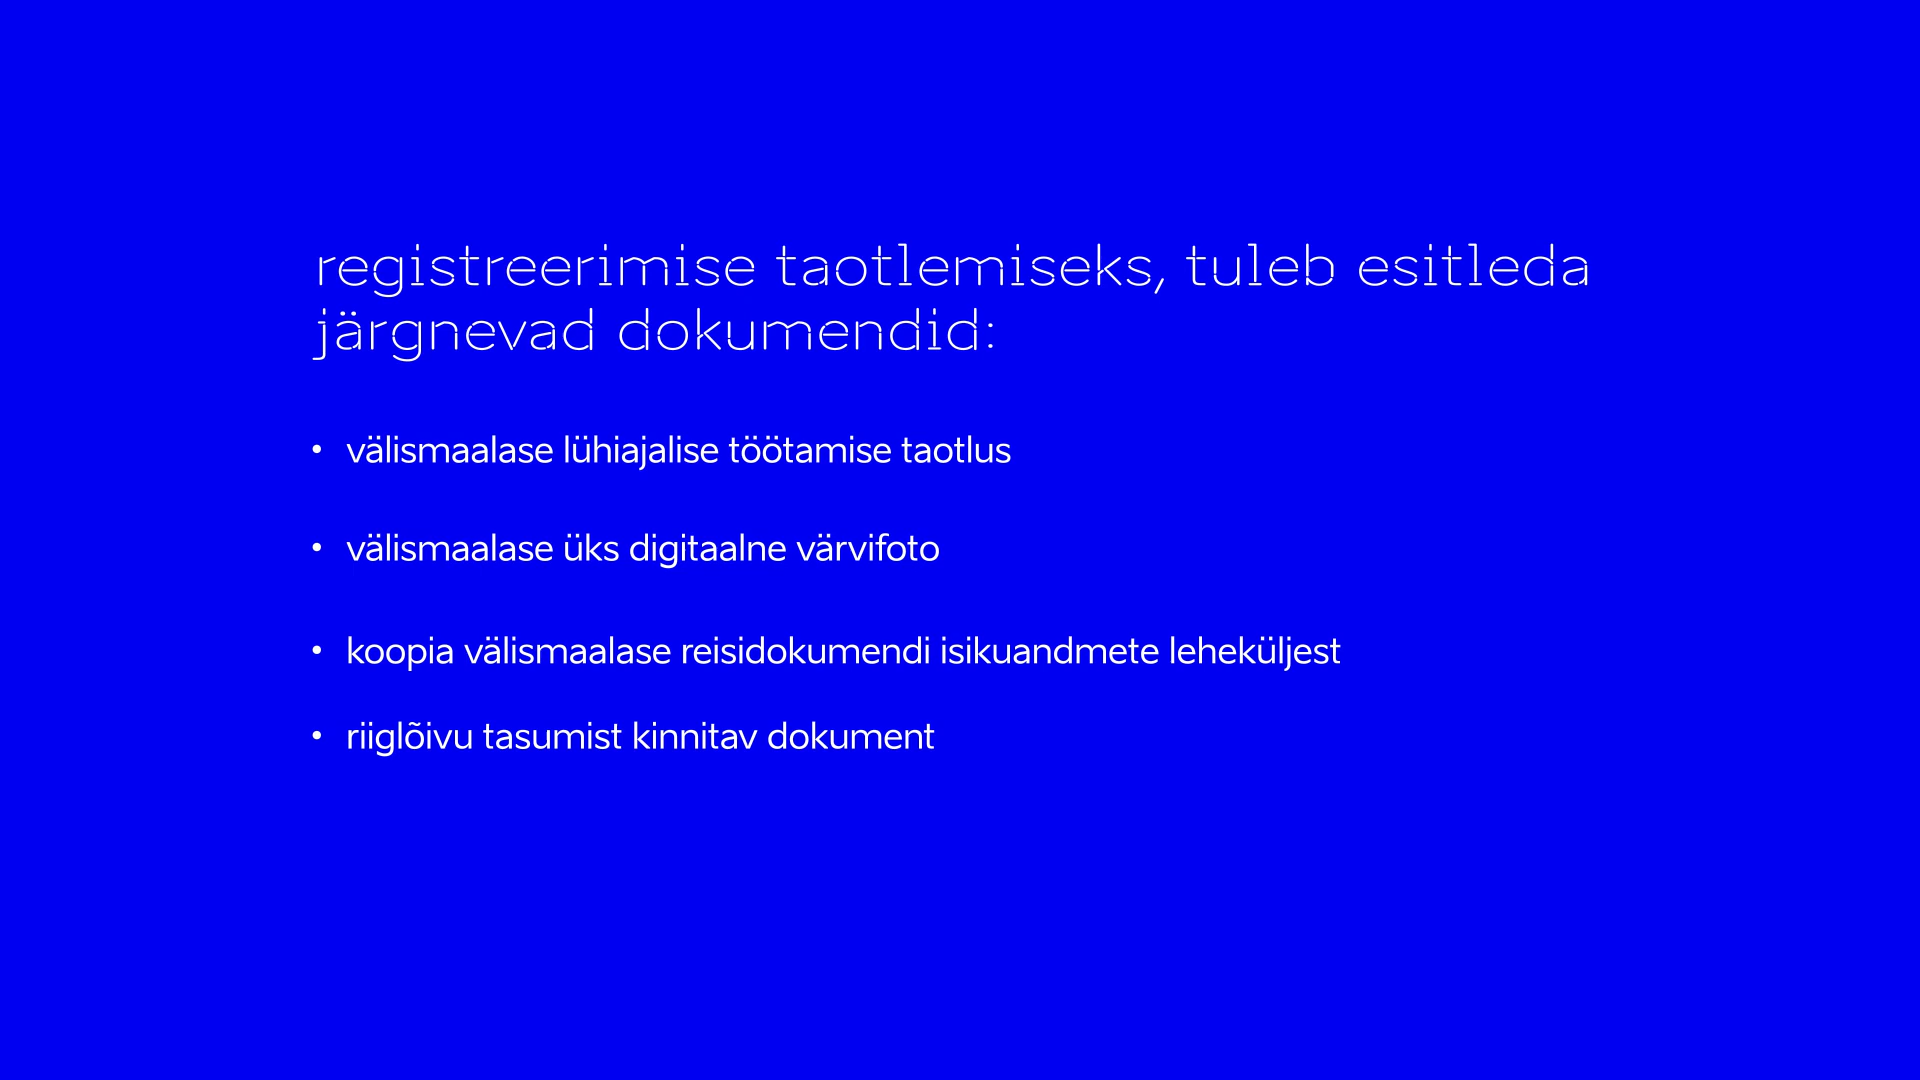 registreerimise taotlemiseks, tuleb esitleda
järgnevad dokumendid:
• välismaalase lühiajalise töötamise taotlus
• välismaalase üks digitaalne värvifoto
• koopia välismaalase reisidokumendi isikuandmete leheküljest
• riiglõivu tasumist kinnitav dokument